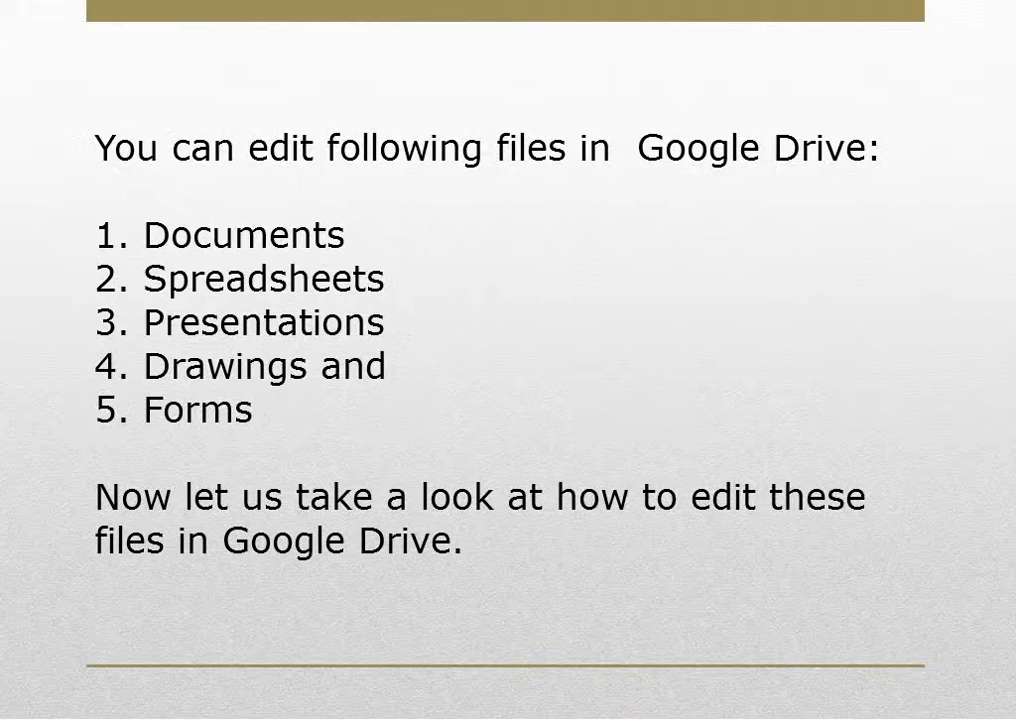 You can edit following files in  Google Drive:
1. Documents
2. Spreadsheets
3. Presentations
4. Drawings and
5. Forms
Now let us take a look at how to edit these
files in Google Drive.